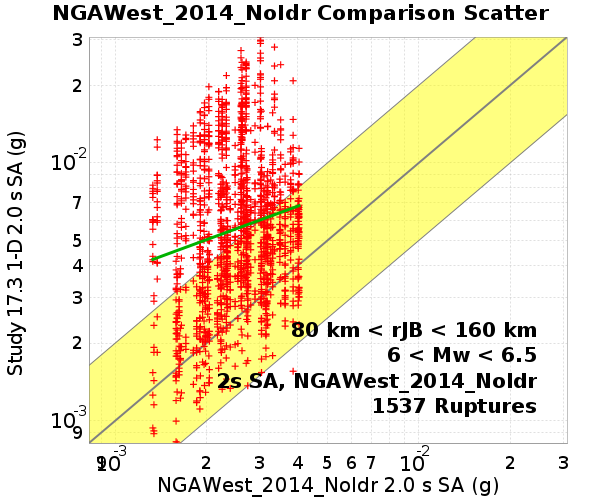 NGAWest_2014_NoIdr Comparison Scatter
3
2
10-2
7
5
4
3
2
10-3
9
Study 17.3 1-D 2.0 s SA (g)
80 km < rJB < 160 km
6 < Mw < 6.5
2s SA, NGAWest_2014_NoIdr
1537 Ruptures
9 10-3 2 3 4 5 6 7 10-2 2 3
NGAWest_2014_NoIdr 2.0 s SA (g)